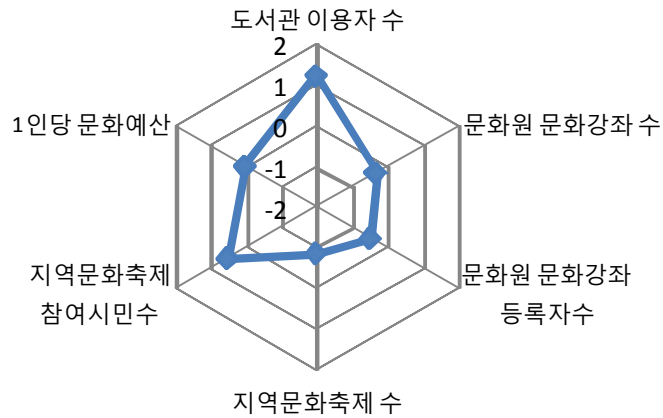 도서관 이용자 수
2
1
0
-1
-2
문화원 문화강좌 수
문화원 문화강좌
등록자수
지역문화축제 수
지역문화축제
참여시민수
1인당 문화예산